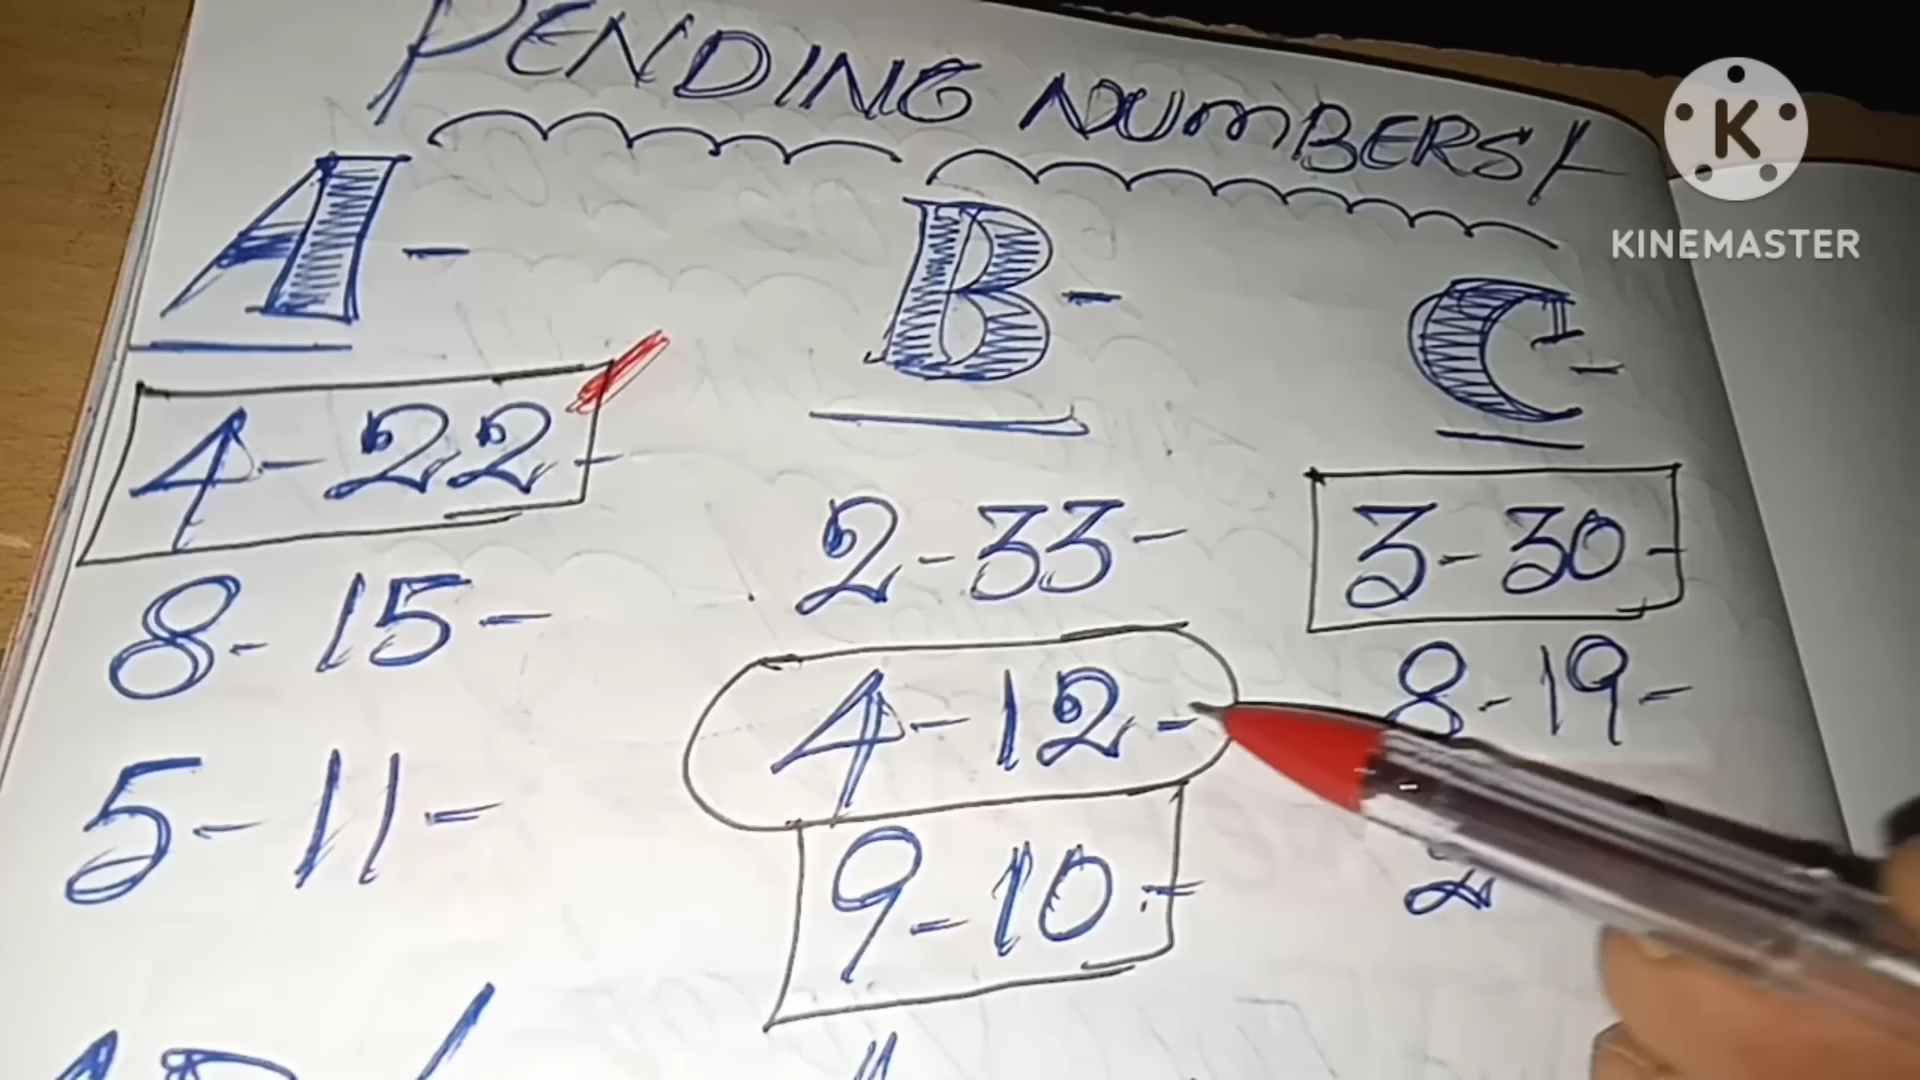 PENDING NUMBERS/-
K
KINEMASTER
A- B- C-
4-22- 2-33- 3-30-
8-15- 4-12- 8-19-
5-11- 9-10-